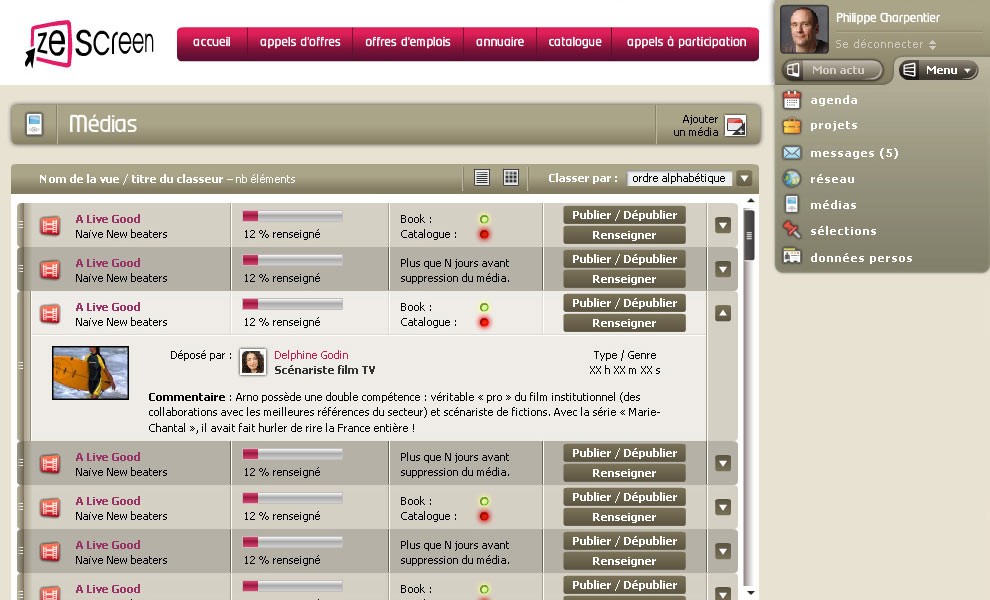 ze Screen
accueil appels d'offres offres d'emplois annuaire catalogue appels à participation
Philippe Charpentier
Se déconnecter
Mon actu Menu
agenda
projets
messages (5)
réseau
médias
sélections
données persos
Médias
Ajouter
un média
Nom de la vue / titre du classeur – nb éléments
Classer par : ordre alphabétique
A Live Good
Naive New beaters
12 % renseigné
Book :
Catalogue :
Publier / Dépublier
Renseigner
A Live Good
Naive New beaters
12 % renseigné
Plus que N jours avant
suppression du média.
Publier / Dépublier
Renseigner
A Live Good
Naive New beaters
12 % renseigné
Book :
Catalogue :
Publier / Dépublier
Renseigner
Déposé par : Delphine Godin
Scénariste film TV
Type / Genre
XX h XX m XX s
Commentaire : Arno possède une double compétence : véritable « pro » du film institutionnel (des
collaborations avec les meilleures références du secteur) et scénariste de fictions. Avec la série « Marie-
Chantal », il avait fait hurler de rire la France entière !
A Live Good
Naive New beaters
12 % renseigné
Plus que N jours avant
suppression du média.
Publier / Dépublier
Renseigner
A Live Good
Naive New beaters
12 % renseigné
Book :
Catalogue :
Publier / Dépublier
Renseigner
A Live Good
Naive New beaters
12 % renseigné
Plus que N jours avant
suppression du média.
Publier / Dépublier
Renseigner
A Live Good
Book :
Publier / Dépublier